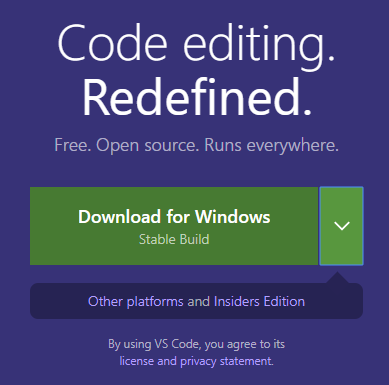 Code editing.
Redefined.
Free. Open source. Runs everywhere.
Download for Windows
Stable Build
Other platforms and Insiders Edition
By using VS Code, you agree to its
license and privacy statement.